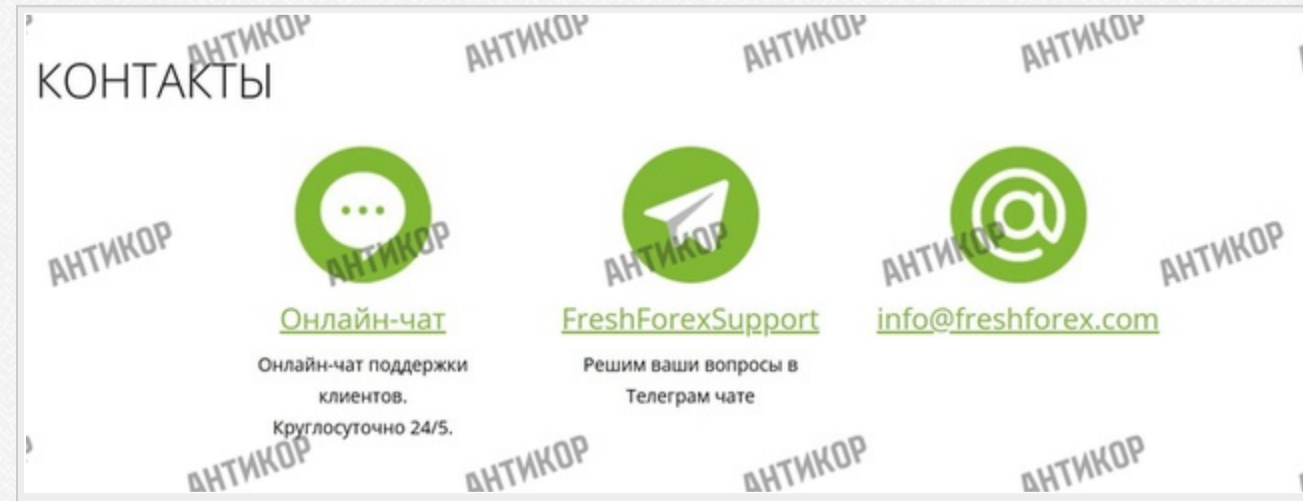 АНТИКОР АНТИКОР АНТИКОР АНТИКОР
КОНТАКТЫ
АНТИКОР АНТИКОР АНТИКОР АНТИКОР АНТИКОР
Онлайн-чат
Онлайн-чат поддержки
клиентов.
Круглосуточно 24/5.
FreshForexSupport
Решим ваши вопросы в
Телеграм чате
info@freshforex.com
АНТИКОР АНТИКОР АНТИКОР АНТИКОР